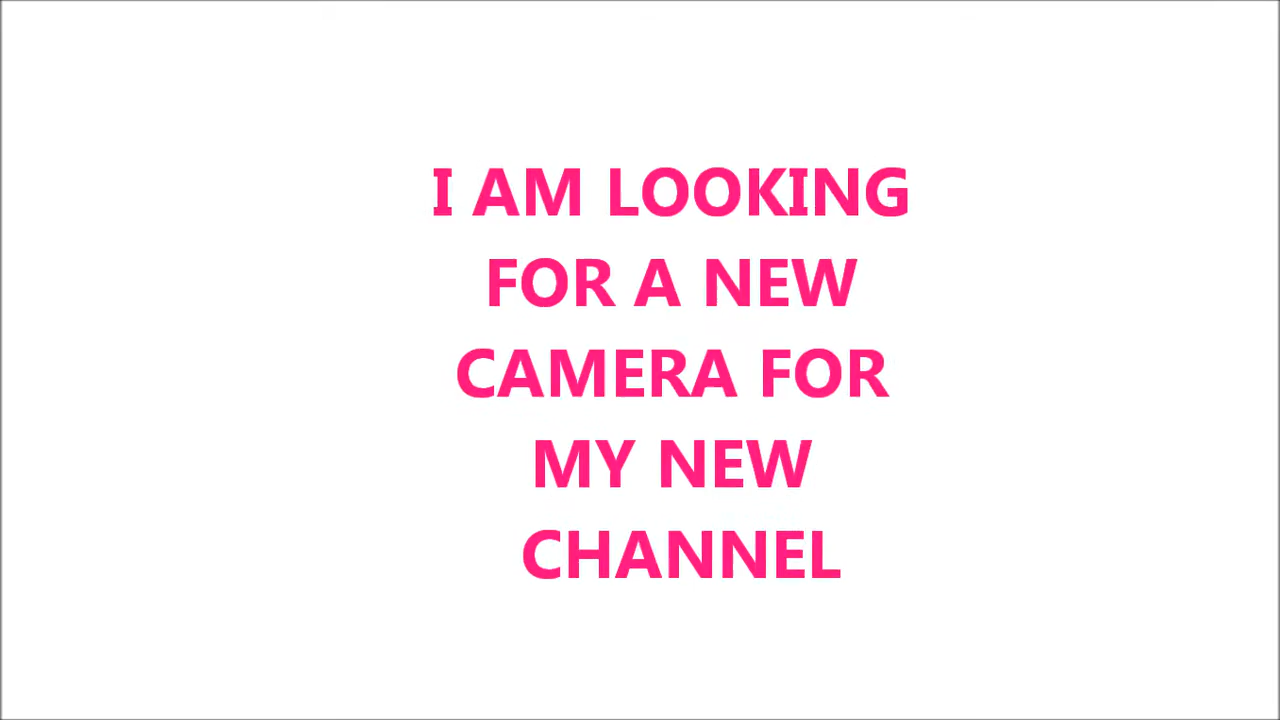 I AM LOOKING
FOR A NEW
CAMERA FOR
MY NEW
CHANNEL